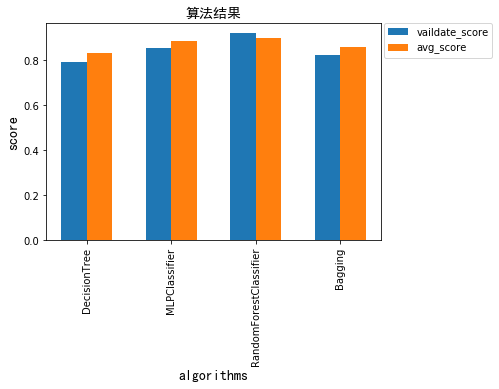 算法结果
vaildate_score
avg_score
score
0.8
0.6
0.4
0.2
0.0
DecisionTree
MLPClassifier
RandomForestClassifier
Bagging
algorithms